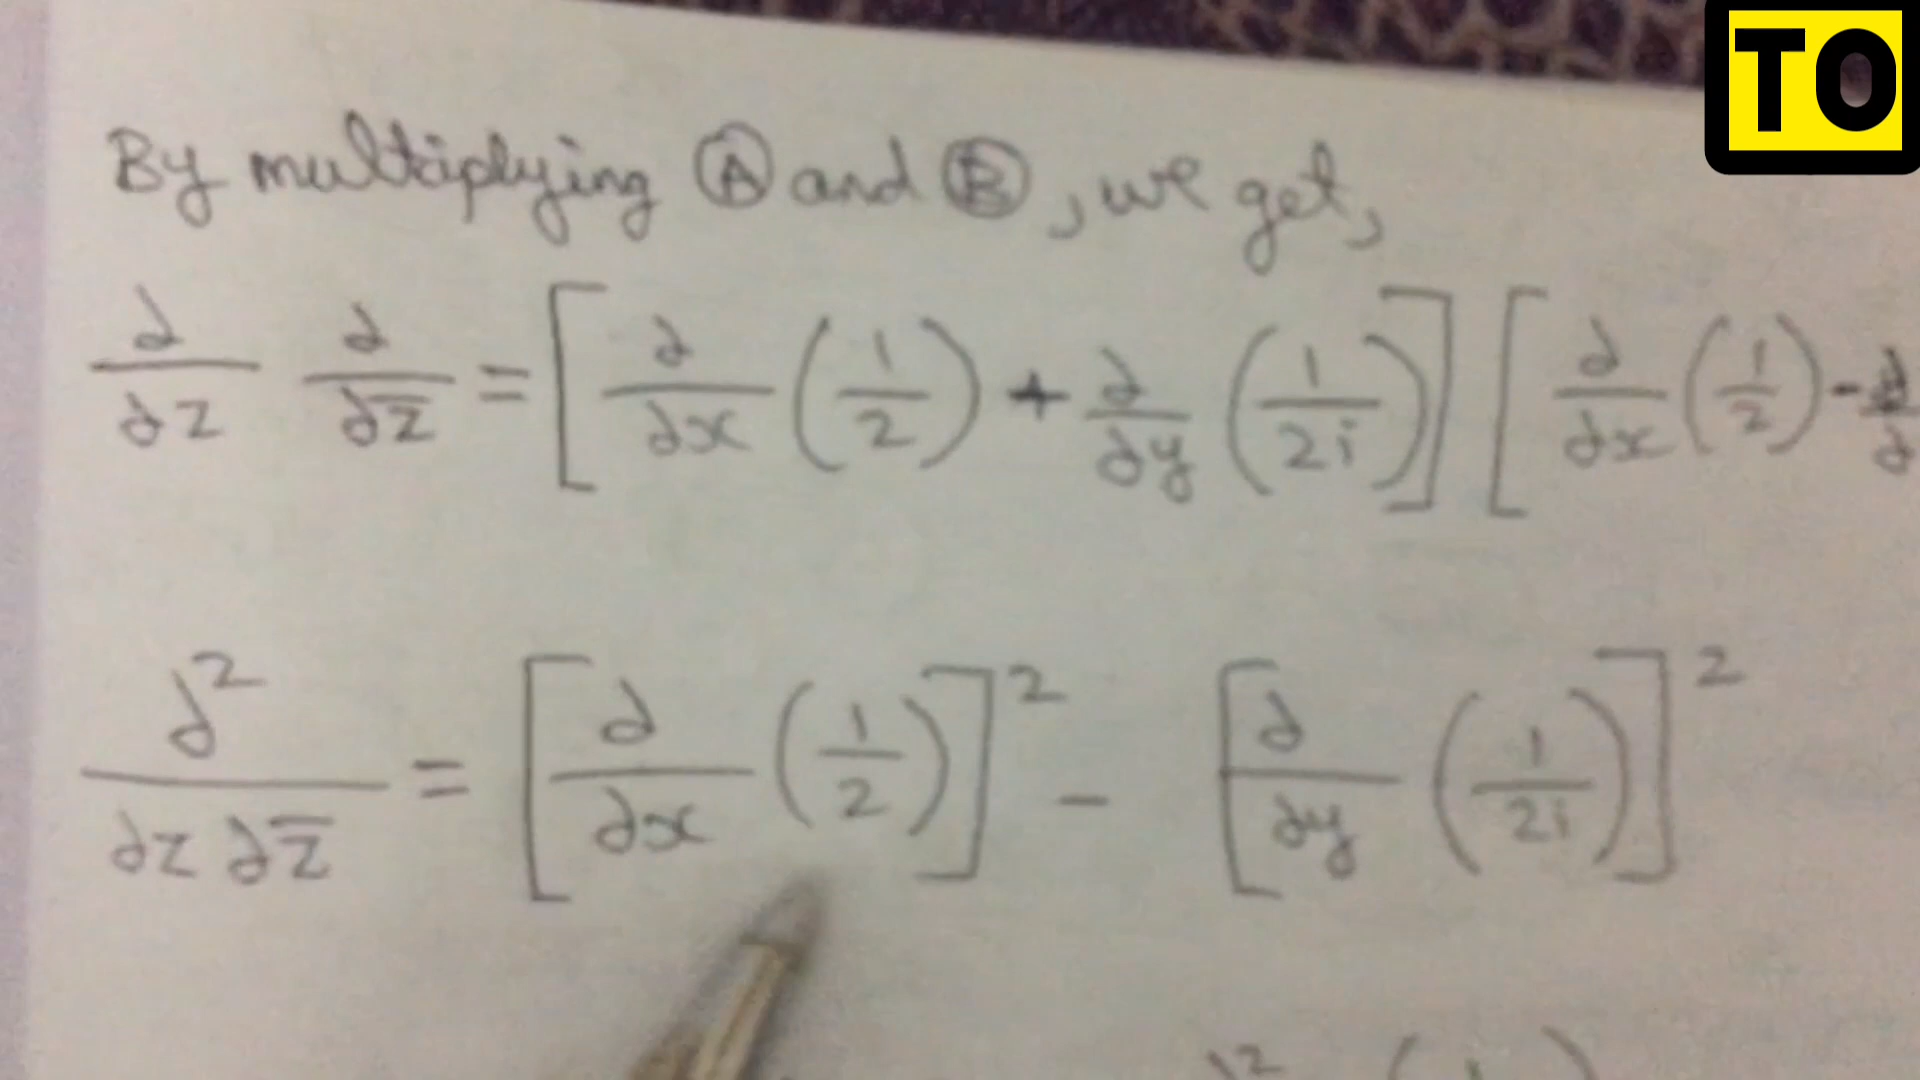 TO
By multiplying Ⓐ and Ⓑ, we get,
∂/∂z ∂/∂z̅ = [∂/∂x (1/2) + ∂/∂y (1/2i)] [∂/∂x (1/2) - ∂/∂
∂²/∂z ∂z̅ = [∂/∂x (1/2)]² - [∂/∂y (1/2i)]²